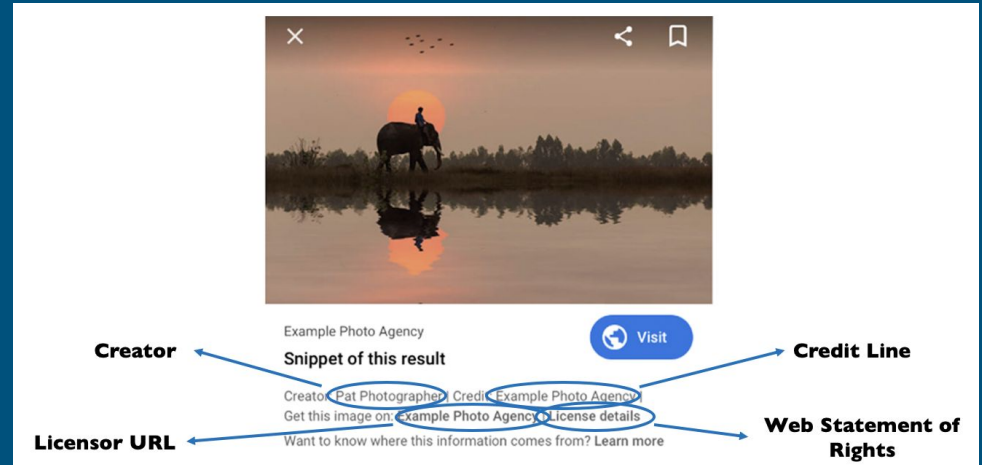 Example Photo Agency
Visit
Snippet of this result
Creator
Credit Line
Creator: Pat Photographer | Credit: Example Photo Agency |
Get this image on: Example Photo Agency | License details
Licensor URL
Want to know where this information comes from? Learn more
Web Statement of
Rights